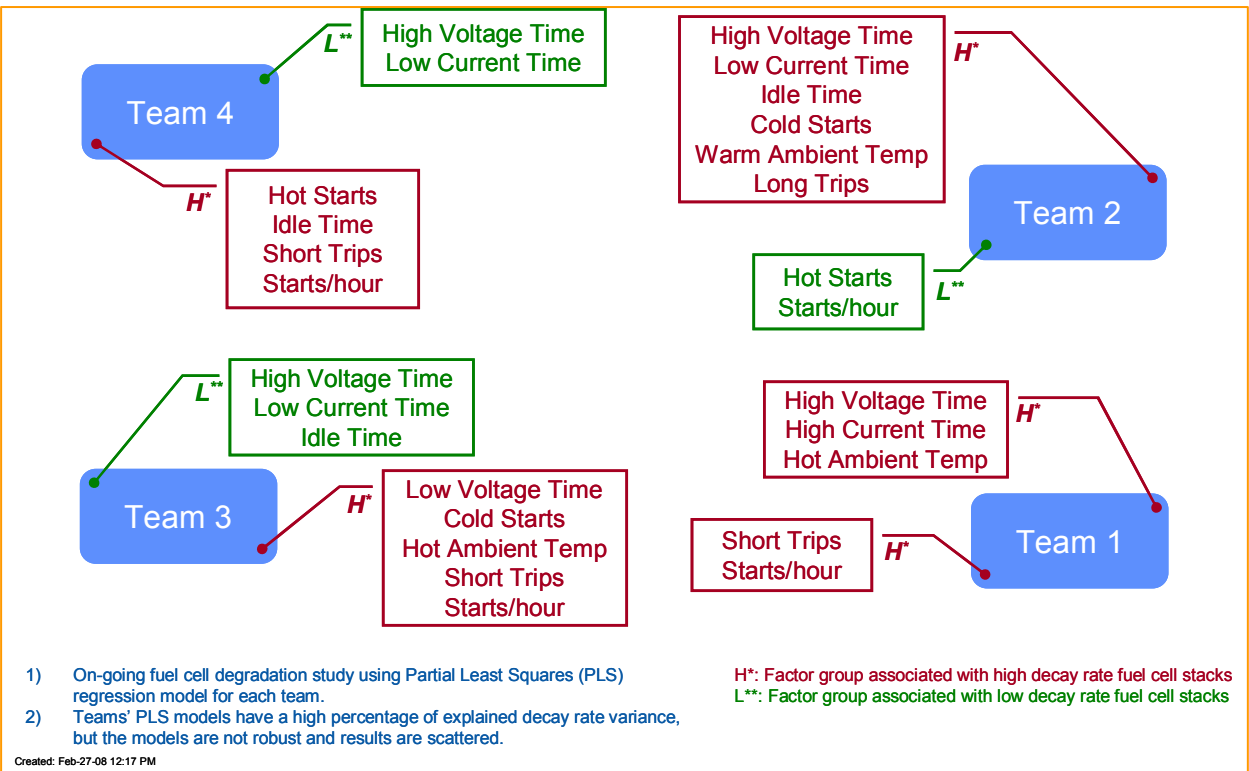 L**
High Voltage Time
Low Current Time
Team 4
H*
Hot Starts
Idle Time
Short Trips
Starts/hour
High Voltage Time
Low Current Time
Idle Time
Cold Starts
Warm Ambient Temp
Long Trips
H*
Team 2
Hot Starts
Starts/hour
L**
L**
High Voltage Time
Low Current Time
Idle Time
Team 3
H*
Low Voltage Time
Cold Starts
Hot Ambient Temp
Short Trips
Starts/hour
High Voltage Time
High Current Time
Hot Ambient Temp
H*
Short Trips
Starts/hour
H*
Team 1
1) On-going fuel cell degradation study using Partial Least Squares (PLS)
regression model for each team.
2) Teams' PLS models have a high percentage of explained decay rate variance,
but the models are not robust and results are scattered.
H*: Factor group associated with high decay rate fuel cell stacks
L**: Factor group associated with low decay rate fuel cell stacks
Created: Feb-27-08 12:17 PM